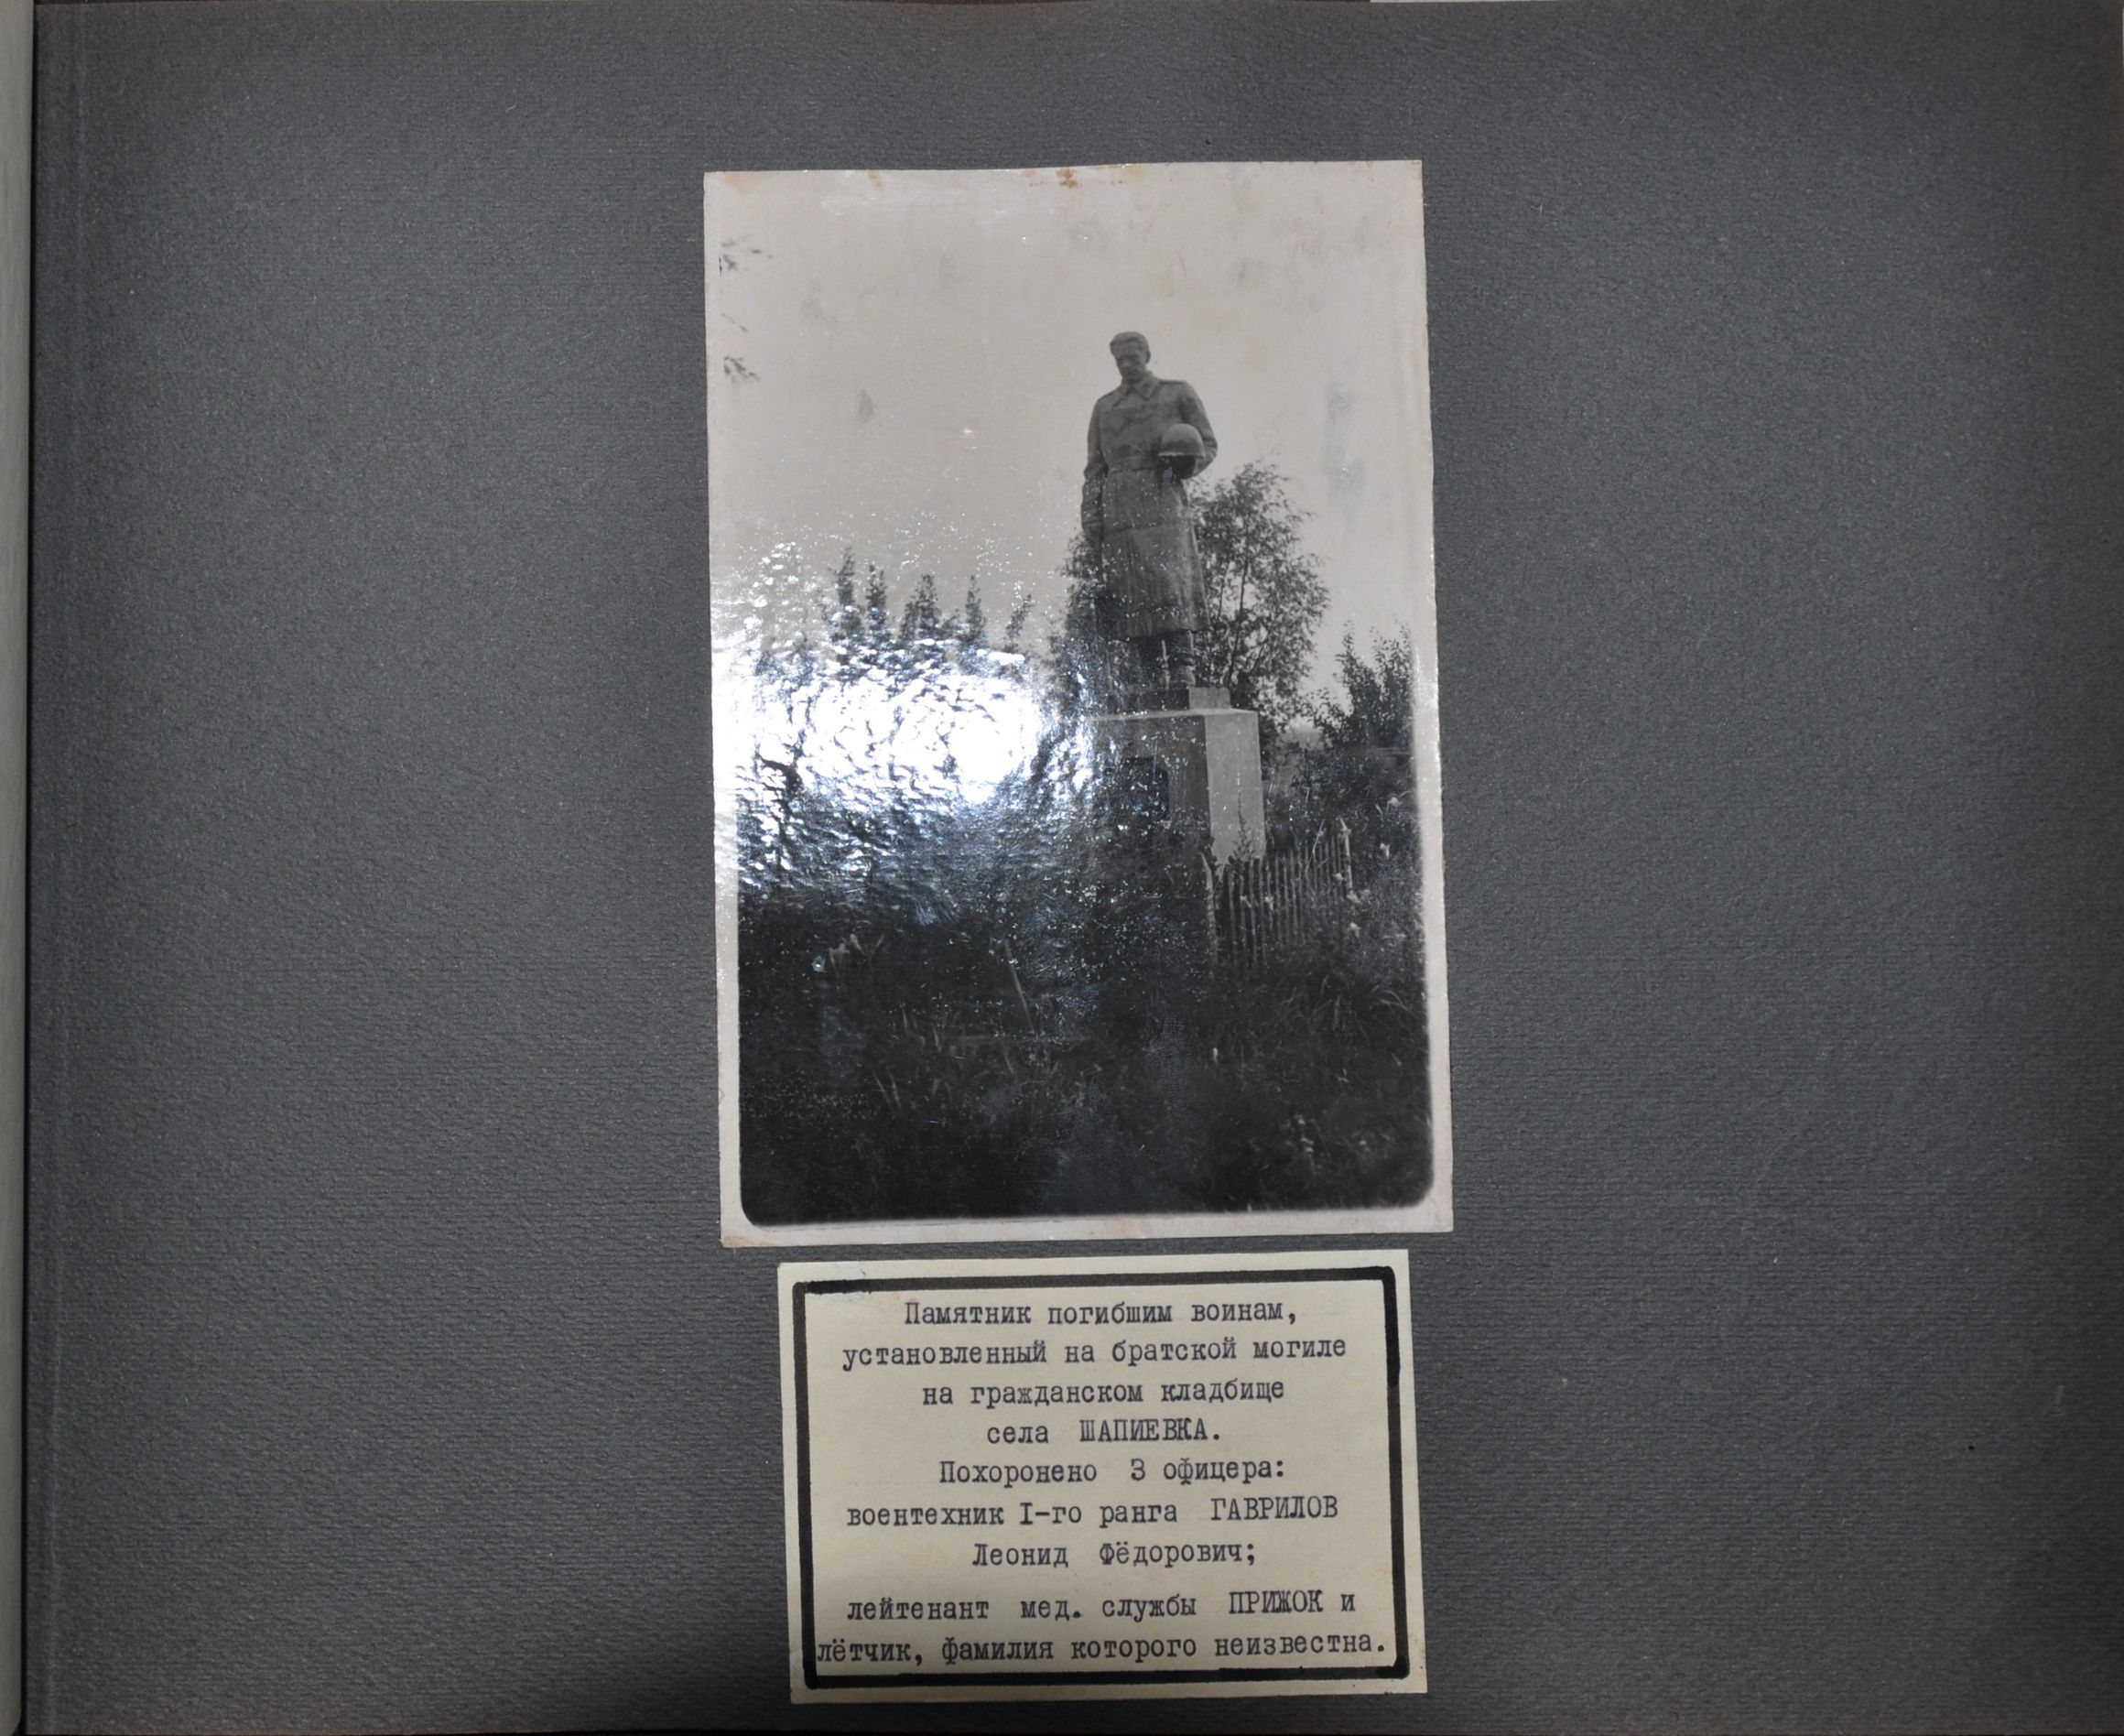 Памятник погибшим воинам,
установленный на братской могиле
на гражданском кладбище
села ШАПИЕВКА.
Похоронено 3 офицера:
воентехник I-го ранга ГАВРИЛОВ
Леонид Фёдорович;
лейтенант мед. службы ПРИЖОК и
лётчик, фамилия которого неизвестна.